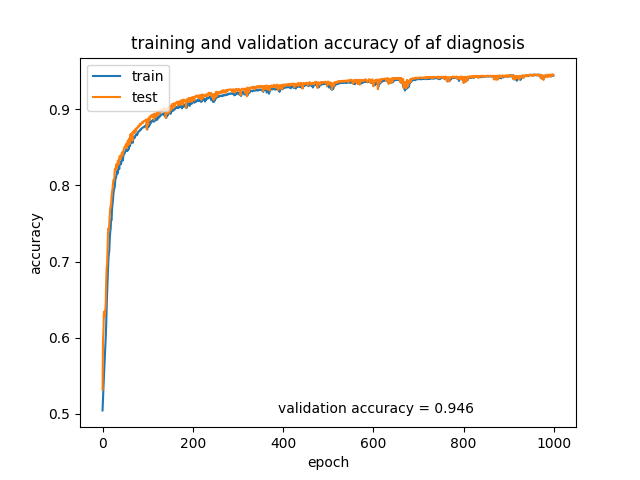 training and validation accuracy of af diagnosis
train
test
0.9
0.8
0.7
0.6
0.5
accuracy
validation accuracy = 0.946
0 200 400 600 800 1000
epoch